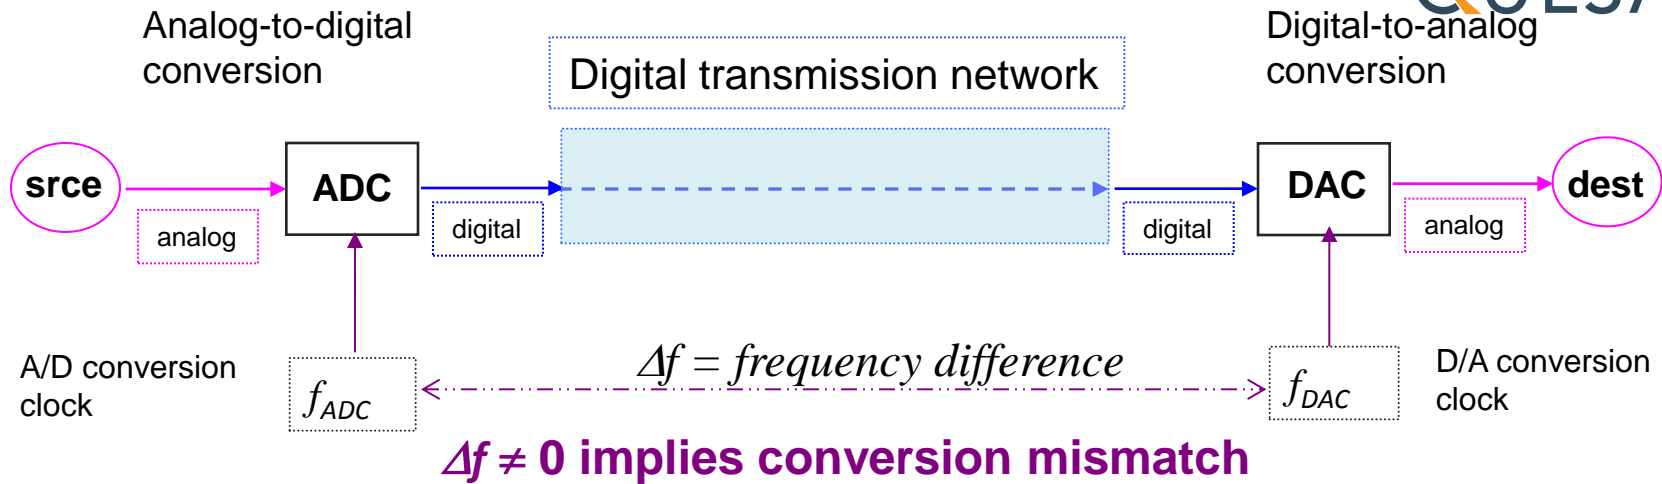 Analog-to-digital
conversion
Digital transmission network
Digital-to-analog
conversion
srce
ADC
DAC
dest
analog
digital
digital
analog
A/D conversion
clock
f_ADC
Δf = frequency difference
f_DAC
D/A conversion
clock
Δf ≠ 0 implies conversion mismatch